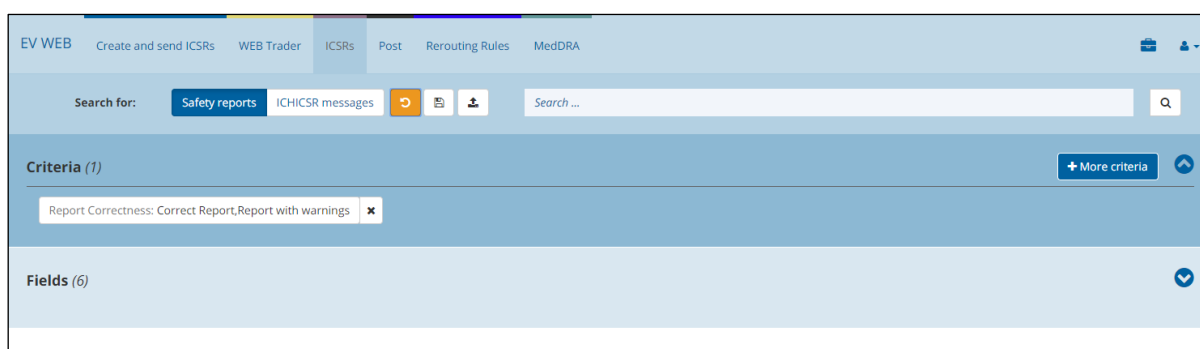 EV WEB Create and send ICSRs WEB Trader ICSRs Post Rerouting Rules MedDRA
Search for: Safety reports ICHICSR messages Search ...
Criteria (1) + More criteria
Report Correctness: Correct Report,Report with warnings ×
Fields (6)